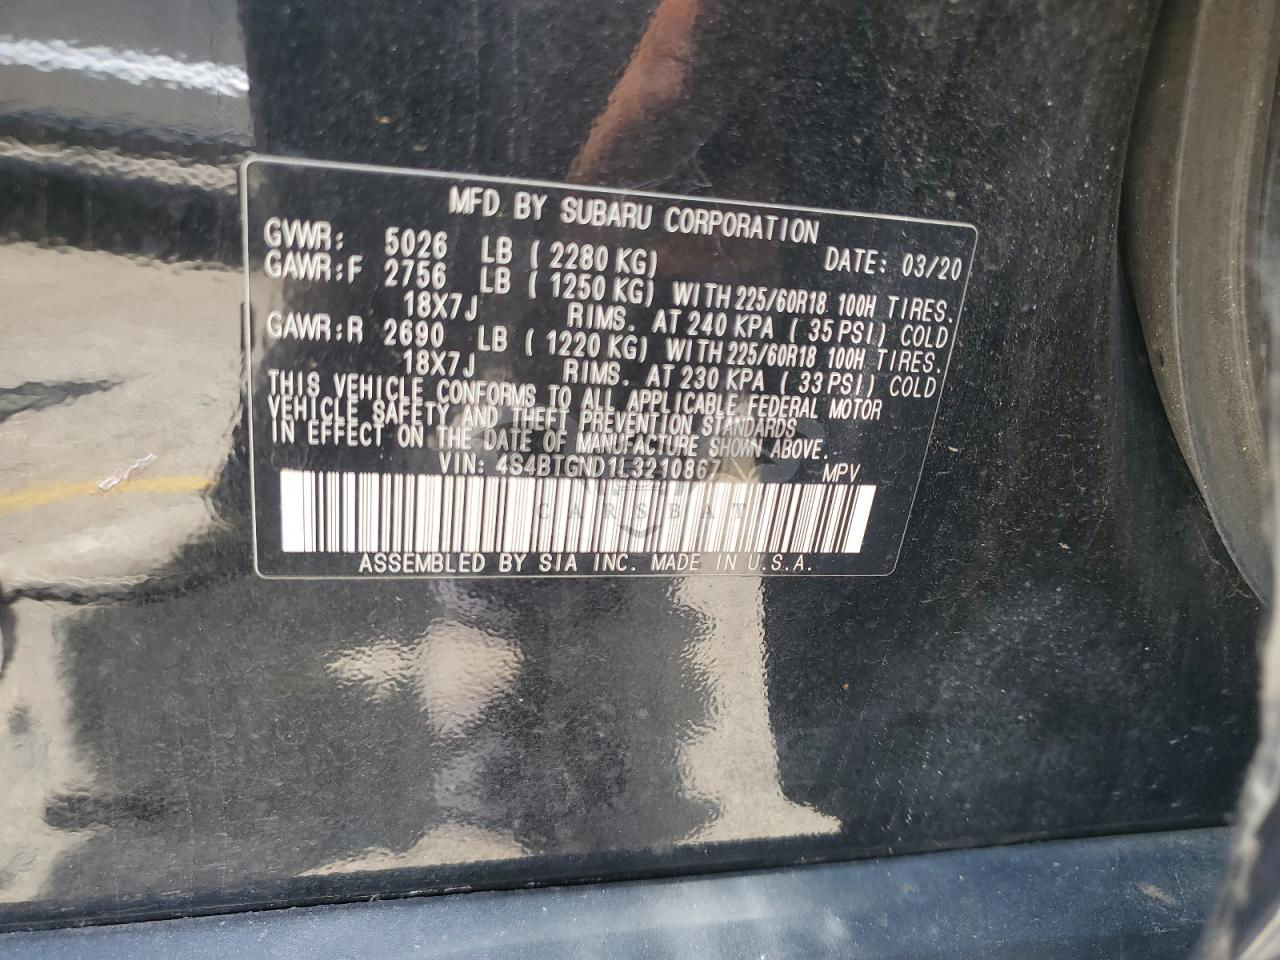 MFD BY SUBARU CORPORATION
GVWR: 5026 LB ( 2280 KG) DATE: 03/20
GAWR:F 2756 LB ( 1250 KG) WITH 225/60R18 100H TIRES.
18X7J RIMS. AT 240 KPA ( 35 PSI) COLD
GAWR:R 2690 LB ( 1220 KG) WITH 225/60R18 100H TIRES.
18X7J RIMS. AT 230 KPA ( 33 PSI) COLD
THIS VEHICLE CONFORMS TO ALL APPLICABLE FEDERAL MOTOR
VEHICLE SAFETY AND THEFT PREVENTION STANDARDS
IN EFFECT ON THE DATE OF MANUFACTURE SHOWN ABOVE.
VIN: 4S4BTGND1L3210867 MPV
CARSBAT
ASSEMBLED BY SIA INC. MADE IN U.S.A.